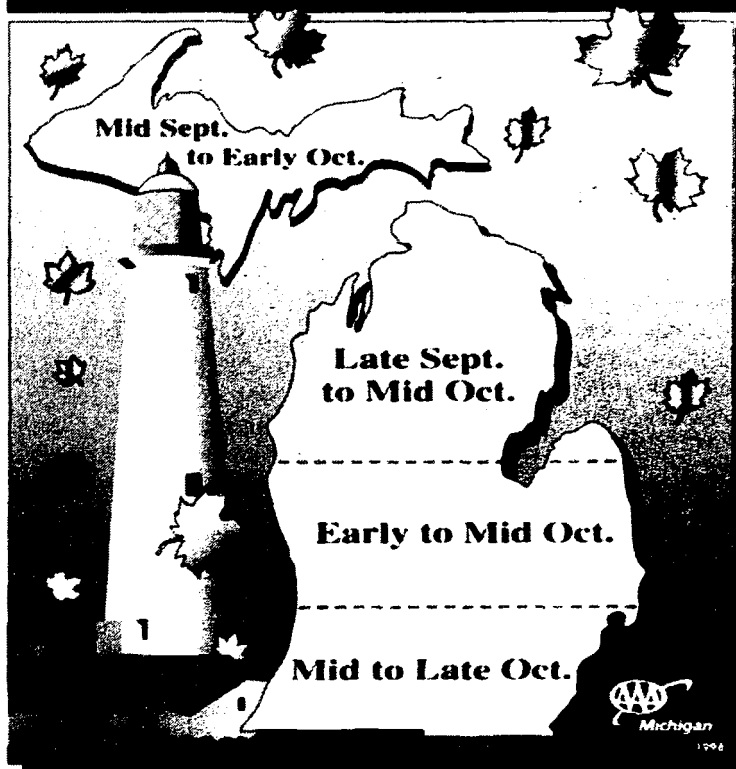 Mid Sept.
to Early Oct.
Late Sept.
to Mid Oct.
Early to Mid Oct.
Mid to Late Oct.
AAA
Michigan